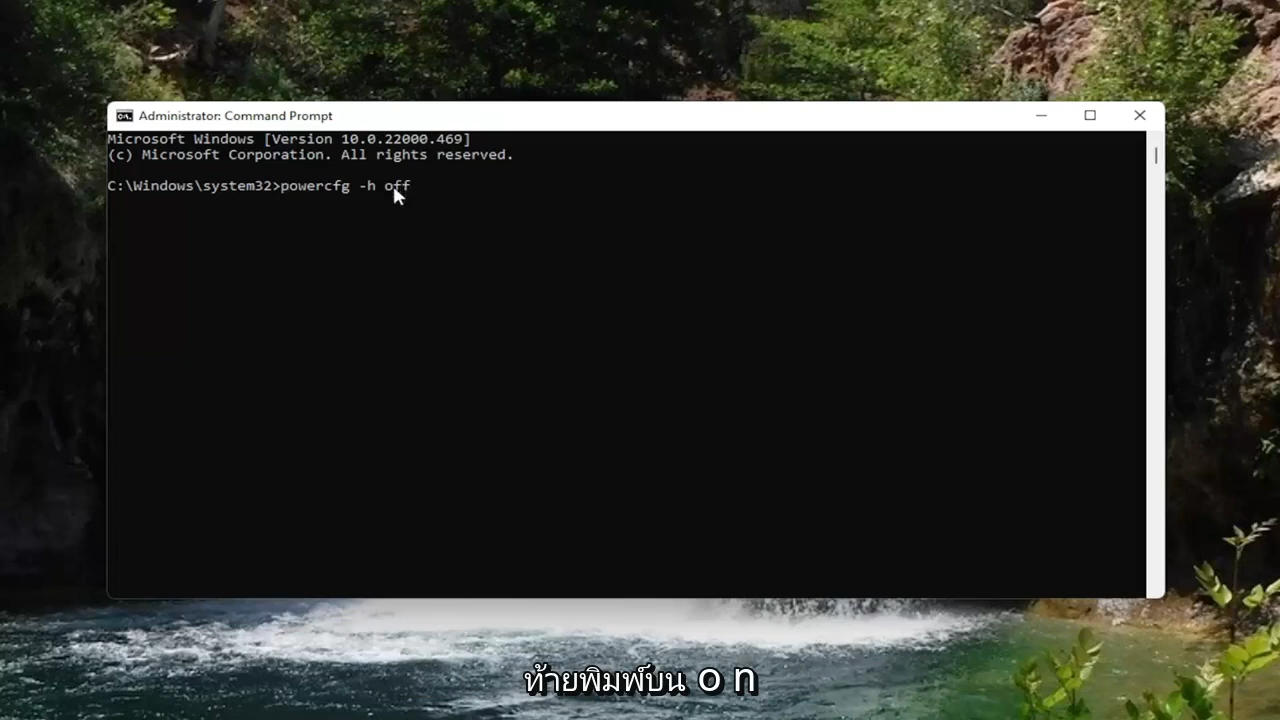 Administrator: Command Prompt
Microsoft Windows [Version 10.0.22000.469]
(c) Microsoft Corporation. All rights reserved.
C:\Windows\system32>powercfg -h off
ท้ายพิมพ์บน o n